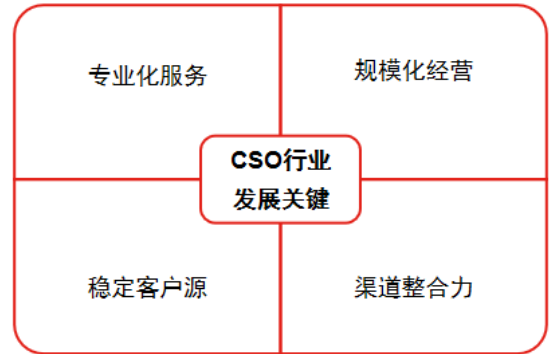 专业化服务
规模化经营
CSO行业
发展关键
稳定客户源
渠道整合力